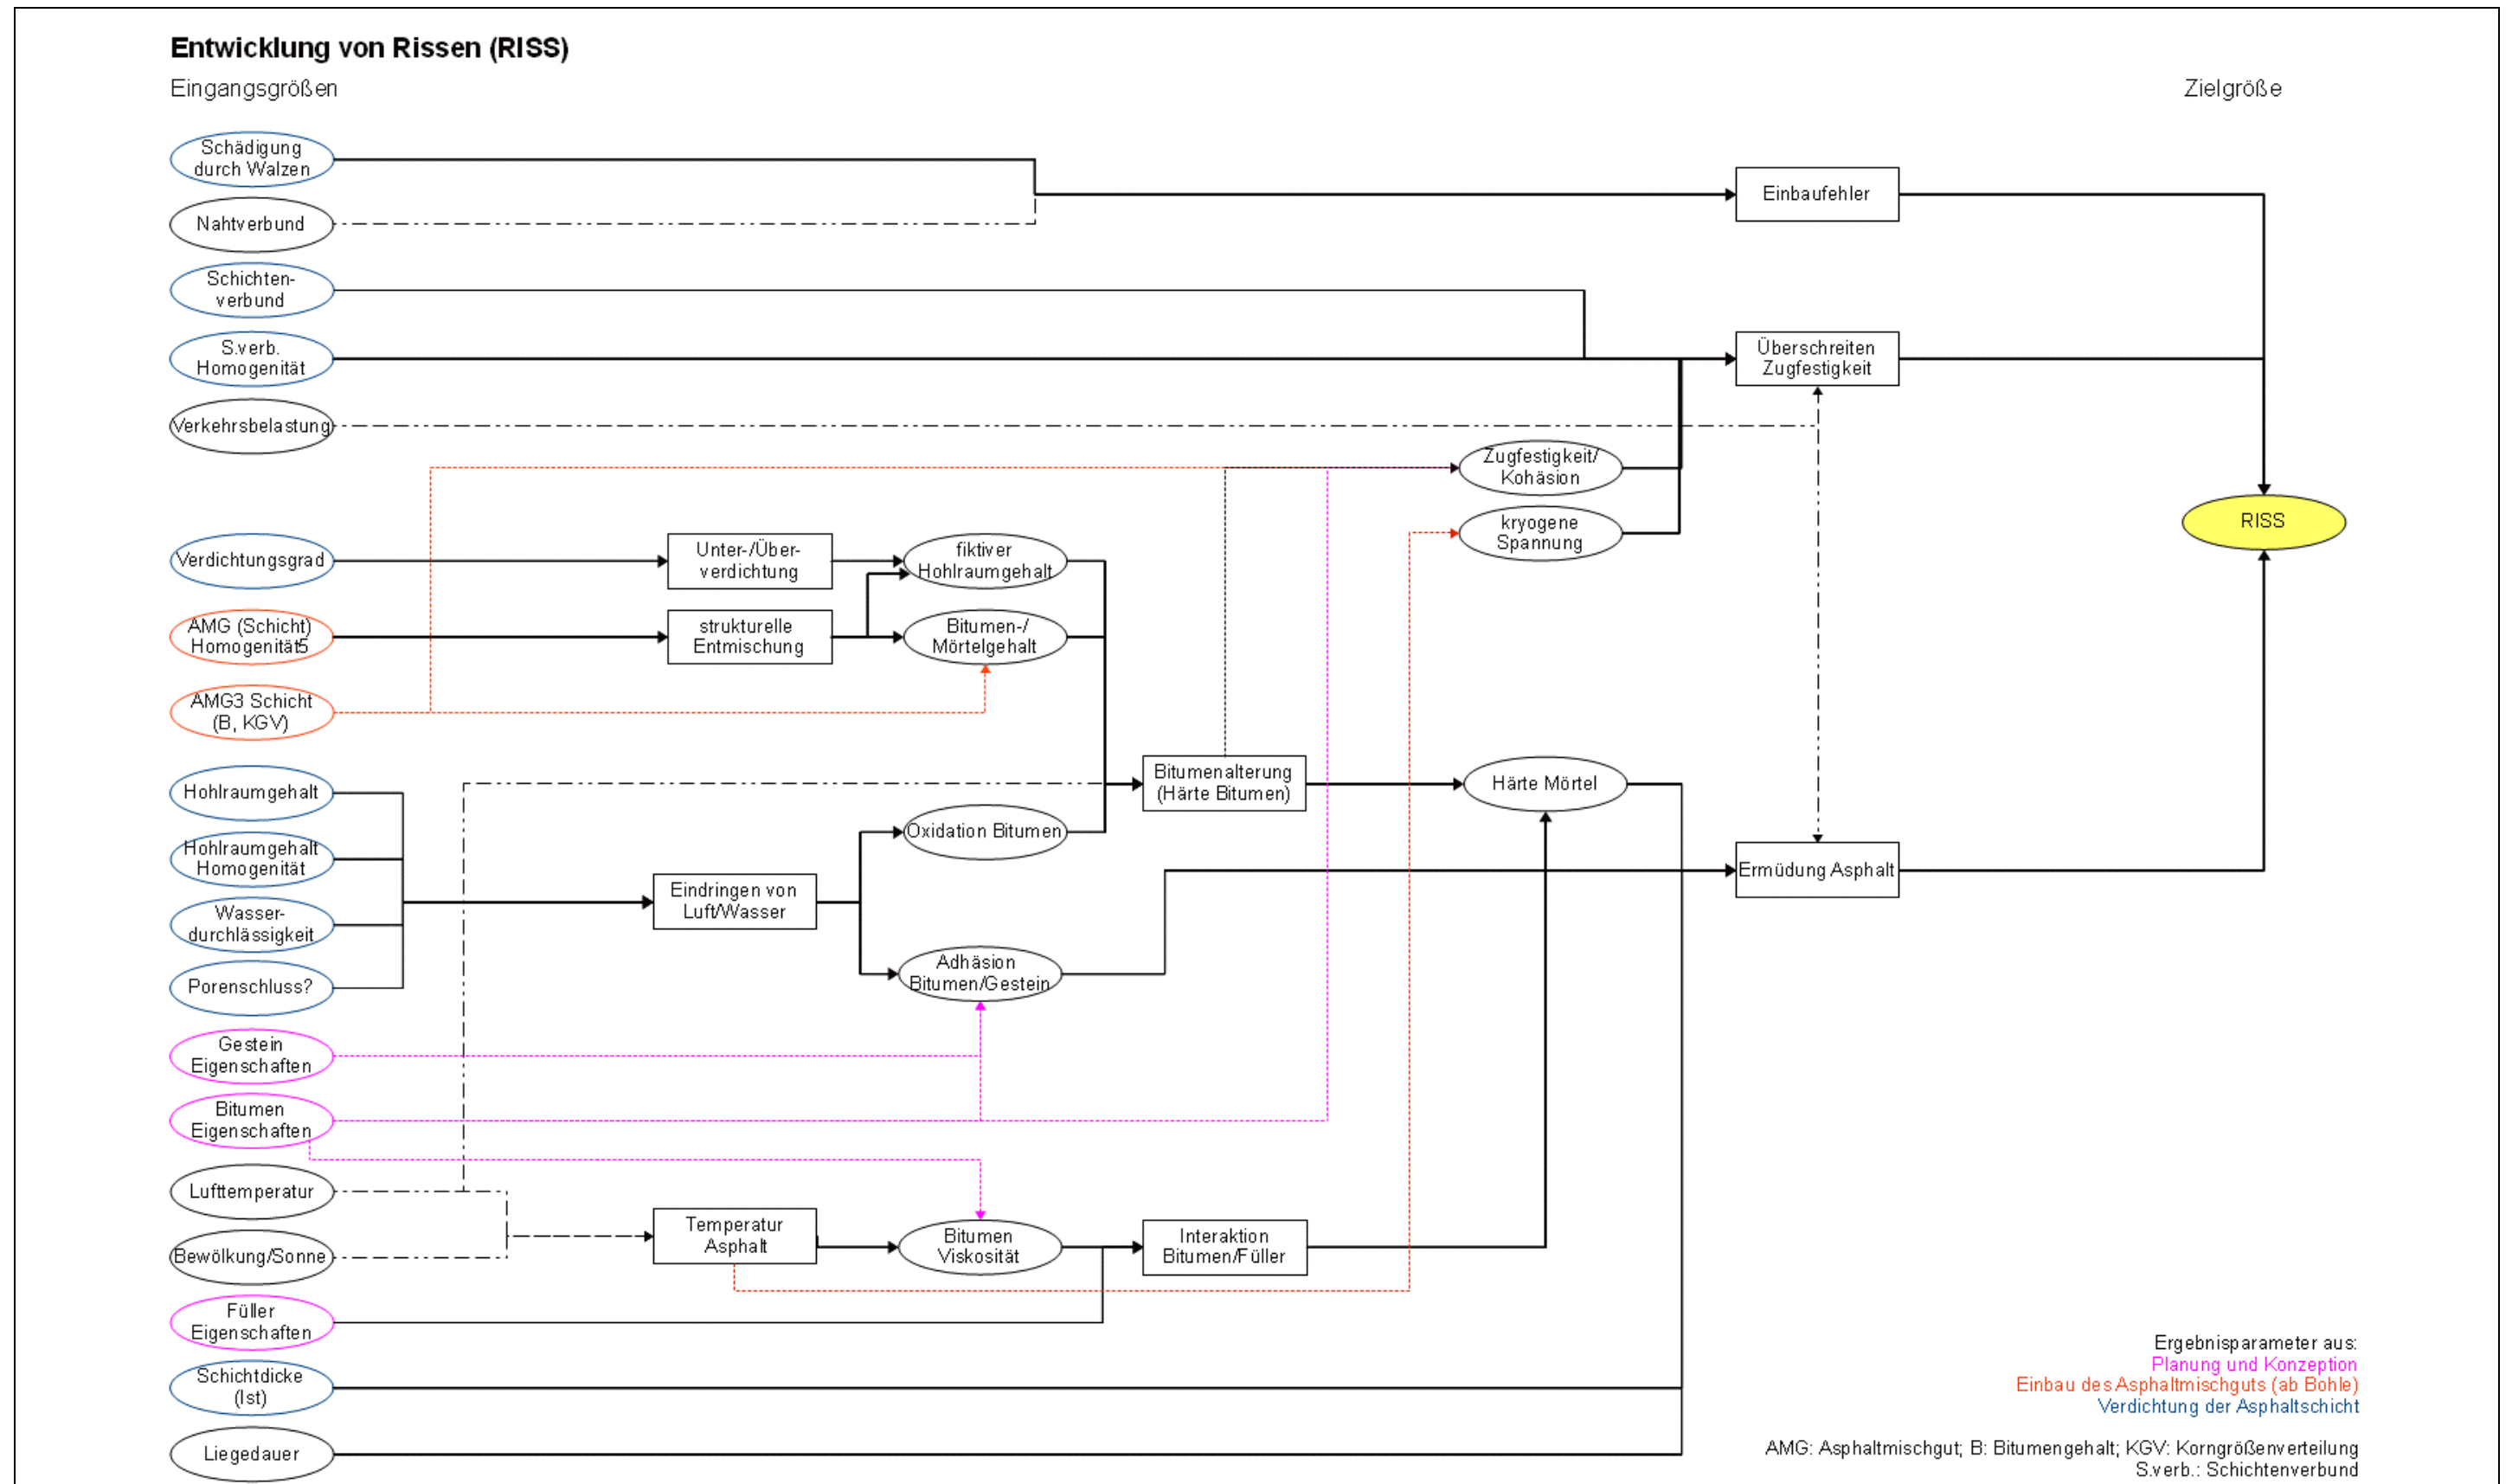 Entwicklung von Rissen (RISS)
Eingangsgrößen
Zielgröße
Schädigung
durch Walzen
Einbaufehler
Nahtverbund
Schichten-
verbund
S.verb.
Homogenität
Überschreiten
Zugfestigkeit
Verkehrsbelastung
Zugfestigkeit/
Kohäsion
kryogene
Spannung
RISS
Verdichtungsgrad
Unter-/Über-
verdichtung
fiktiver
Hohlraumgehalt
AMG (Schicht)
Homogenität5
strukturelle
Entmischung
Bitumen-/
Mörtelgehalt
AMG3 Schicht
(B, KGV)
Hohlraumgehalt
Bitumenalterung
(Härte Bitumen)
Härte Mörtel
Hohlraumgehalt
Homogenität
Oxidation Bitumen
Ermüdung Asphalt
Eindringen von
Luft/Wasser
Wasser-
durchlässigkeit
Porenschluss?
Adhäsion
Bitumen/Gestein
Gestein
Eigenschaften
Bitumen
Eigenschaften
Lufttemperatur
Temperatur
Asphalt
Bitumen
Viskosität
Interaktion
Bitumen/Füller
Bewölkung/Sonne
Füller
Eigenschaften
Schichtdicke
(Ist)
Liegedauer
Ergebnisparameter aus:
Planung und Konzeption
Einbau des Asphaltmischguts (ab Bohle)
Verdichtung der Asphaltschicht
AMG: Asphaltmischgut; B: Bitumengehalt; KGV: Korngrößenverteilung
S.verb.: Schichtenverbund